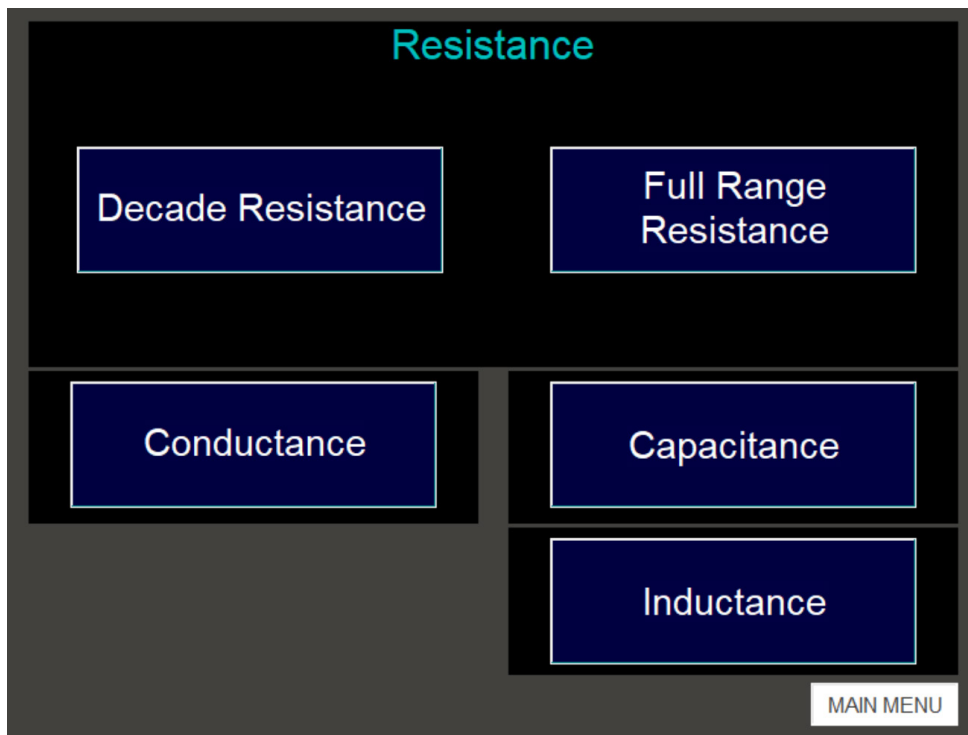 Resistance
Decade Resistance
Full Range
Resistance
Conductance
Capacitance
Inductance
MAIN MENU